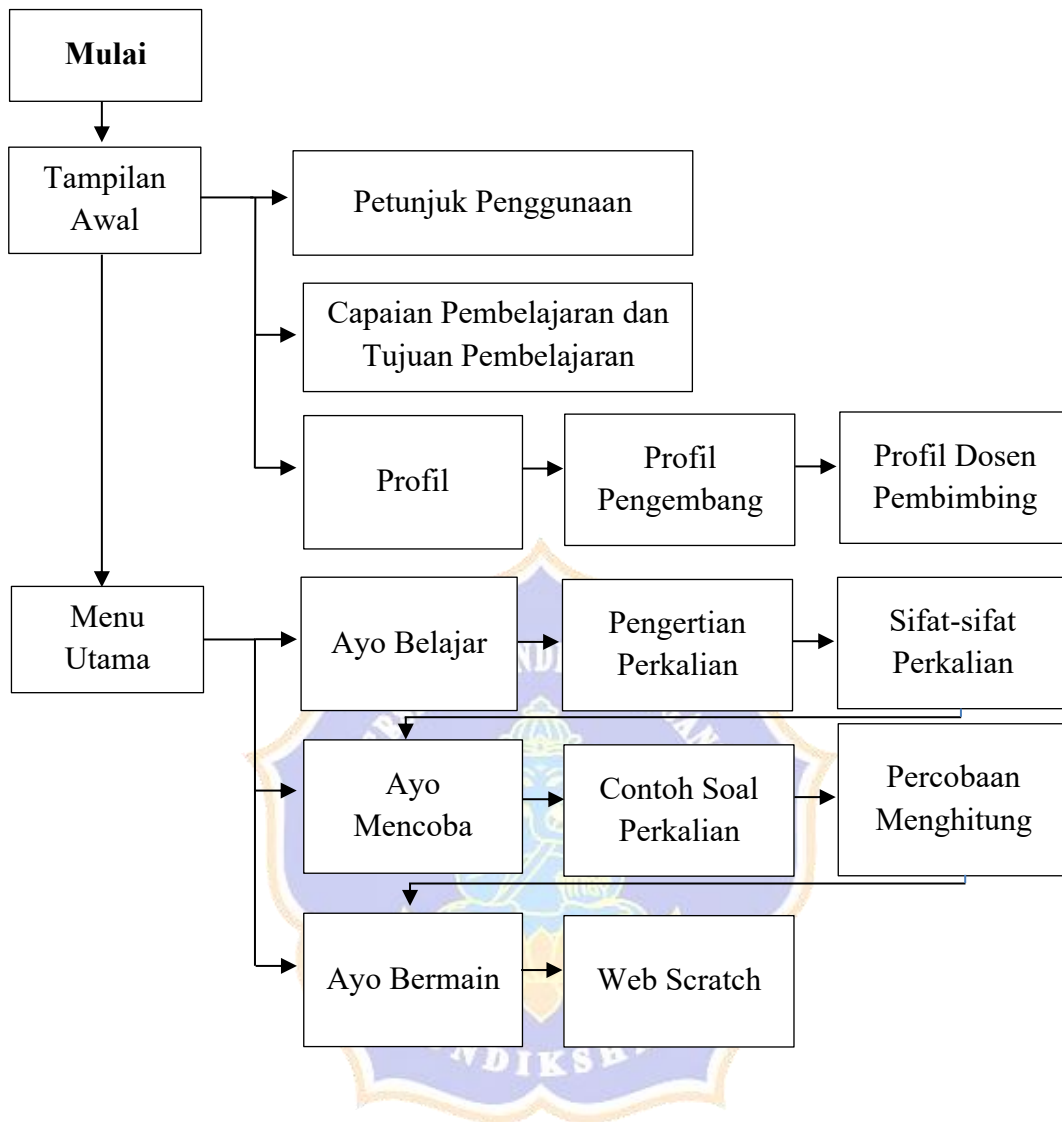 Mulai
Tampilan
Awal
Petunjuk Penggunaan
Capaian Pembelajaran dan
Tujuan Pembelajaran
Profil
Profil
Pengembang
Profil Dosen
Pembimbing
Menu
Utama
Ayo Belajar
Pengertian
Perkalian
Sifat-sifat
Perkalian
Ayo
Mencoba
Contoh Soal
Perkalian
Percobaan
Menghitung
Ayo Bermain
Web Scratch
UNDIKSHA